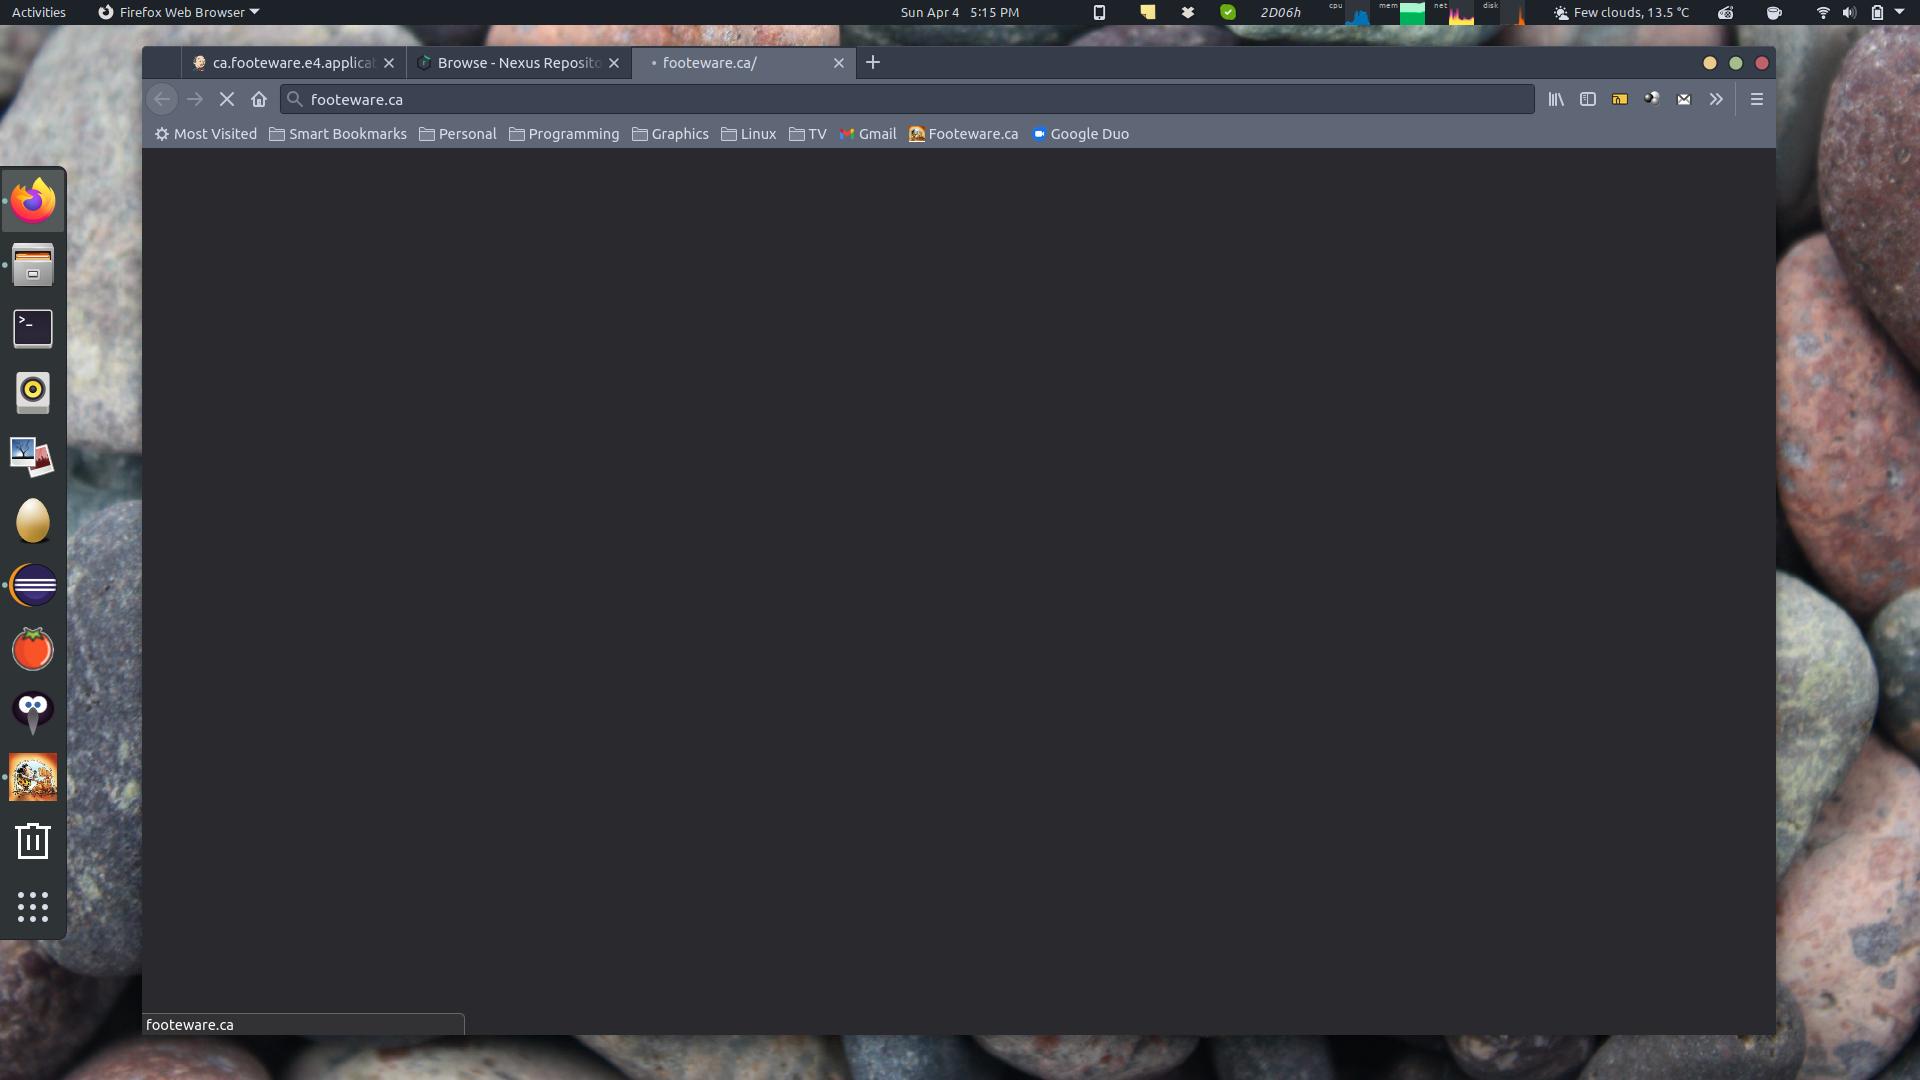 Activities Firefox Web Browser Sun Apr 4 5:15 PM 2D06h cpu mem net disk Few clouds, 13.5 °C
ca.footeware.e4.applicat Browse - Nexus Reposito footeware.ca/
footeware.ca
Most Visited Smart Bookmarks Personal Programming Graphics Linux TV Gmail Footeware.ca Google Duo
>_
footeware.ca